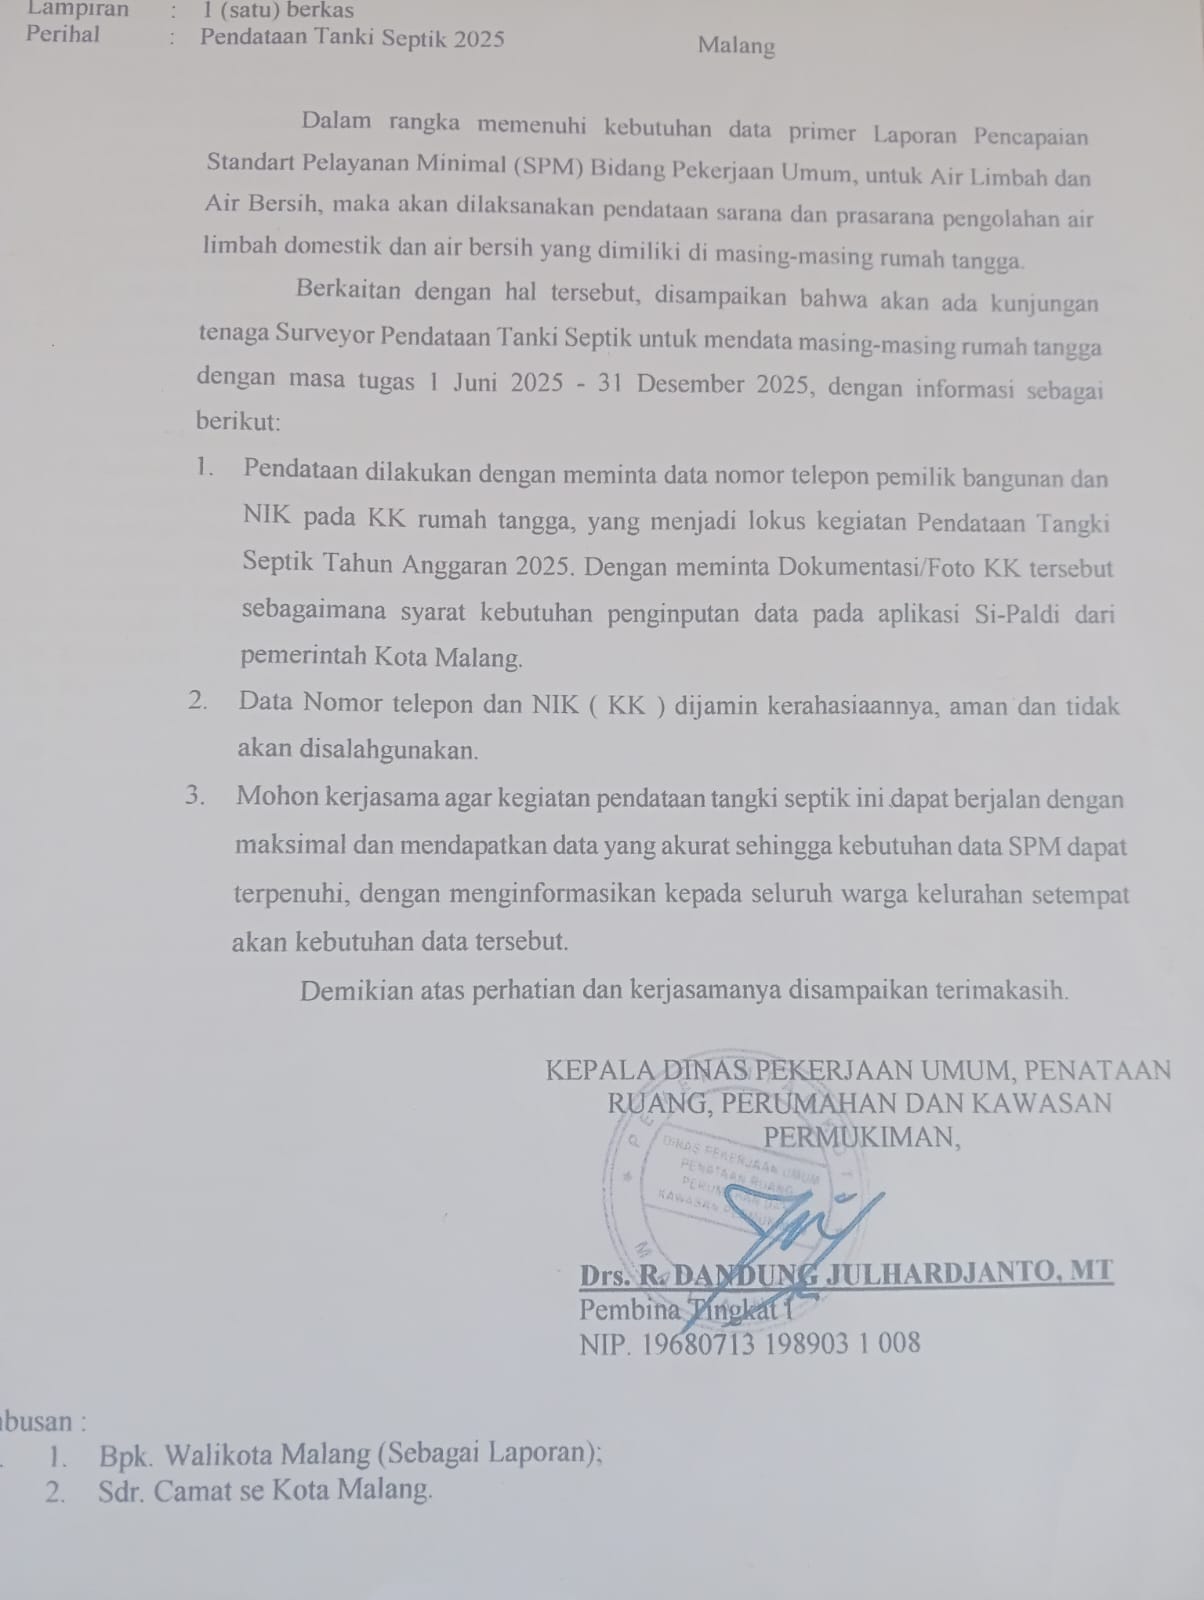 Lampiran : 1 (satu) berkas
Perihal : Pendataan Tanki Septik 2025
Malang
Dalam rangka memenuhi kebutuhan data primer Laporan Pencapaian
Standart Pelayanan Minimal (SPM) Bidang Pekerjaan Umum, untuk Air Limbah dan
Air Bersih, maka akan dilaksanakan pendataan sarana dan prasarana pengolahan air
limbah domestik dan air bersih yang dimiliki di masing-masing rumah tangga.
Berkaitan dengan hal tersebut, disampaikan bahwa akan ada kunjungan
tenaga Surveyor Pendataan Tanki Septik untuk mendata masing-masing rumah tangga
dengan masa tugas 1 Juni 2025 - 31 Desember 2025, dengan informasi sebagai
berikut:
1. Pendataan dilakukan dengan meminta data nomor telepon pemilik bangunan dan
NIK pada KK rumah tangga, yang menjadi lokus kegiatan Pendataan Tangki
Septik Tahun Anggaran 2025. Dengan meminta Dokumentasi/Foto KK tersebut
sebagaimana syarat kebutuhan penginputan data pada aplikasi Si-Paldi dari
pemerintah Kota Malang.
2. Data Nomor telepon dan NIK ( KK ) dijamin kerahasiaannya, aman dan tidak
akan disalahgunakan.
3. Mohon kerjasama agar kegiatan pendataan tangki septik ini dapat berjalan dengan
maksimal dan mendapatkan data yang akurat sehingga kebutuhan data SPM dapat
terpenuhi, dengan menginformasikan kepada seluruh warga kelurahan setempat
akan kebutuhan data tersebut.
Demikian atas perhatian dan kerjasamanya disampaikan terimakasih.
KEPALA DINAS PEKERJAAN UMUM, PENATAAN
RUANG, PERUMAHAN DAN KAWASAN
PERMUKIMAN,
DINAS PEKERJAAN UMUM
PENATAAN RUANG
KAWASAN
Drs. R. DANDUNG JULHARDJANTO, MT
Pembina Tingkat 1
NIP. 19680713 198903 1 008
busan :
1. Bpk. Walikota Malang (Sebagai Laporan);
2. Sdr. Camat se Kota Malang.